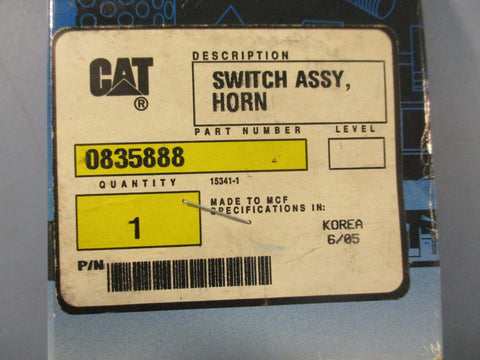 CAT®
DESCRIPTION
SWITCH ASSY,
HORN
PART NUMBER
LEVEL
0835888
QUANTITY
15341-1
1
MADE TO MCF
SPECIFICATIONS IN:
KOREA
6/05
P/N